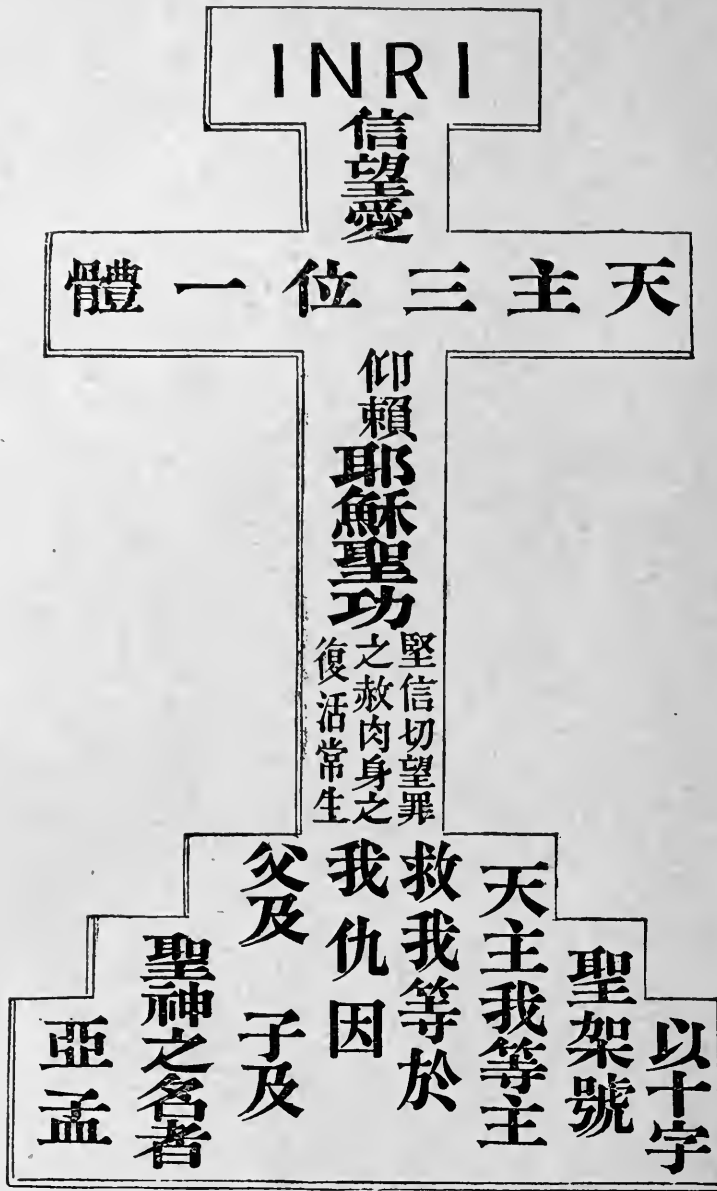 INRI
信望愛
天主三位一體
仰賴
耶穌聖功
堅信切望罪
之赦肉身之
復活常生
以十字
聖架號
天主我等主
救我等於
我仇因
父及 子及
聖神之名者
亞孟